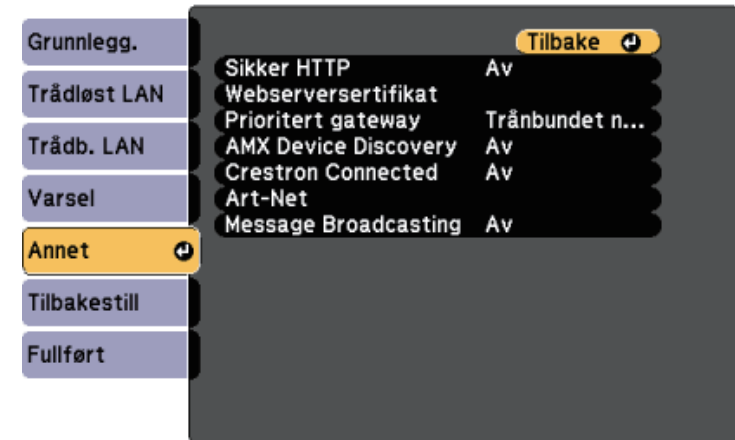 Grunnlegg.
Trådløst LAN
Trådb. LAN
Varsel
Annet
Tilbakestill
Fullført
Tilbake
Sikker HTTP Av
Webserversertifikat
Prioritert gateway Trånbundet n...
AMX Device Discovery Av
Crestron Connected Av
Art-Net
Message Broadcasting Av